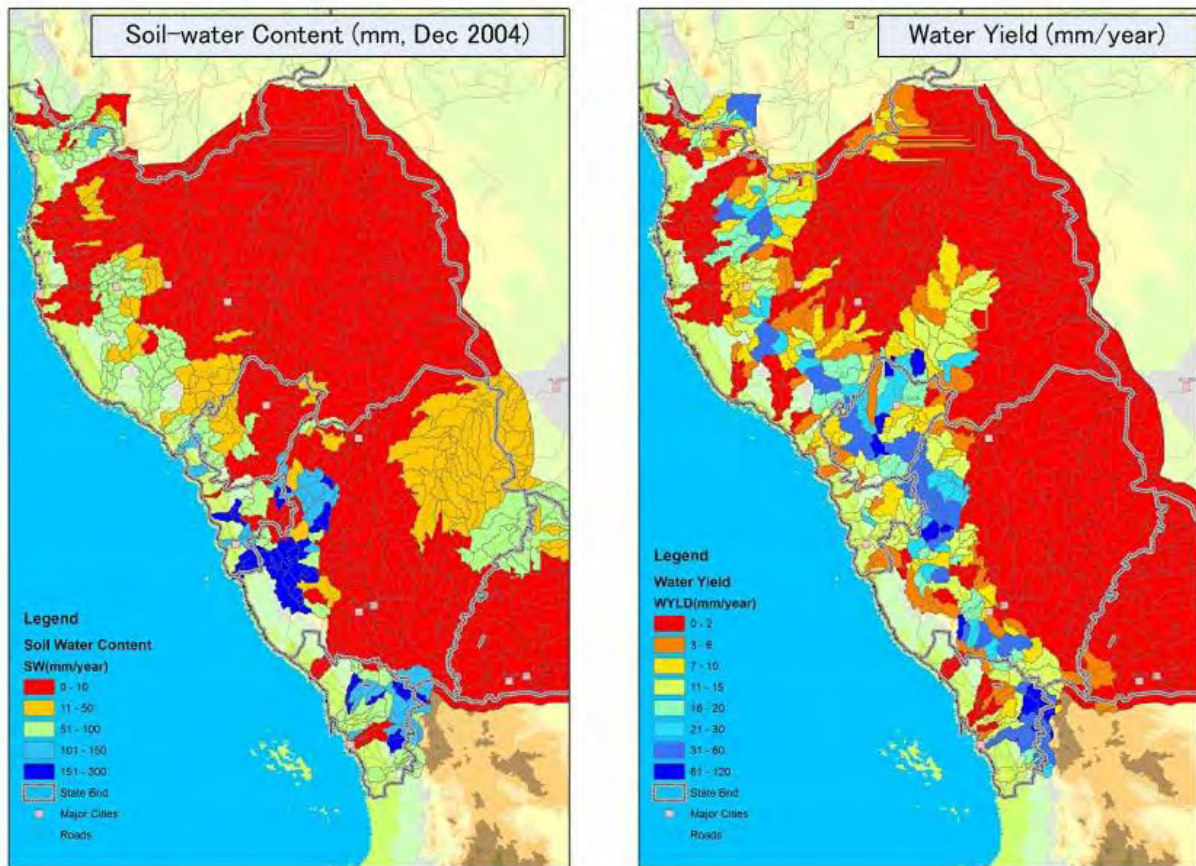 Soil-water Content (mm, Dec 2004)
Legend
Soil Water Content
SW(mm/year)
0 - 10
11 - 50
51 - 100
101 - 150
151 - 300
State Bnd
Major Cities
Roads
Water Yield (mm/year)
Legend
Water Yield
WYLD(mm/year)
0 - 2
3 - 6
7 - 10
11 - 15
16 - 20
21 - 30
31 - 60
61 - 120
State Bnd
Major Cities
Roads